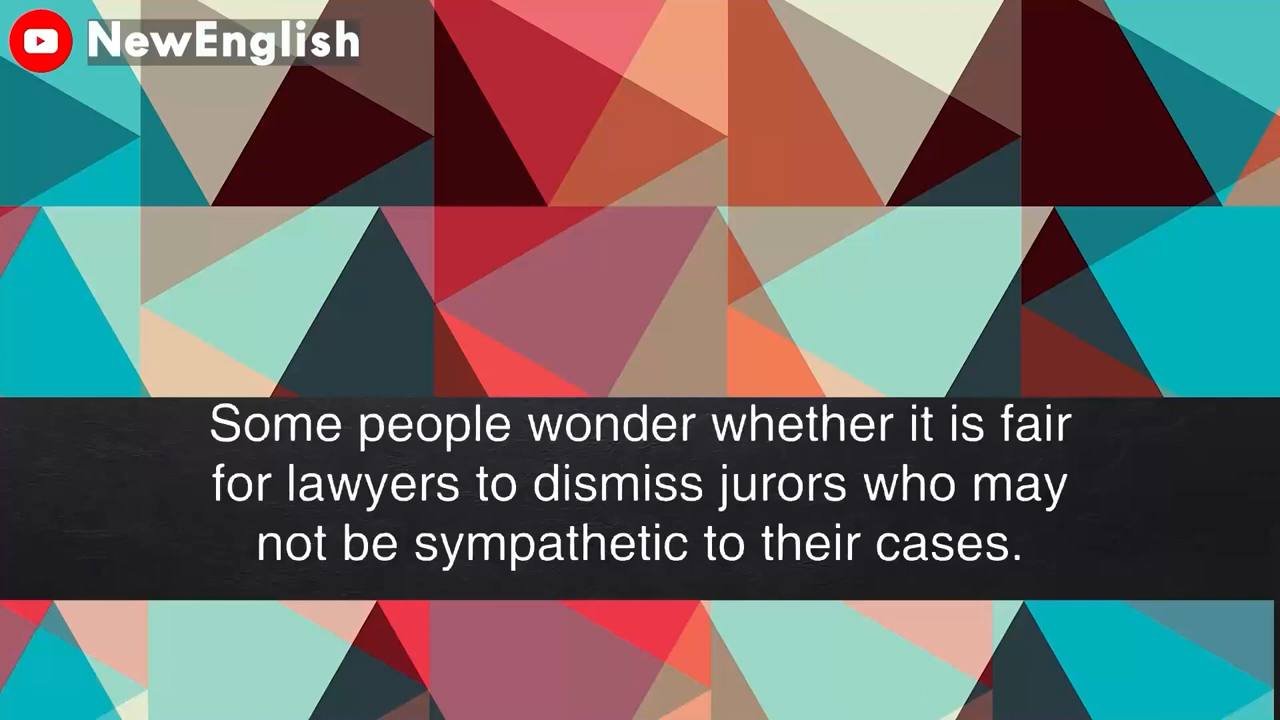 NewEnglish
Some people wonder whether it is fair
for lawyers to dismiss jurors who may
not be sympathetic to their cases.